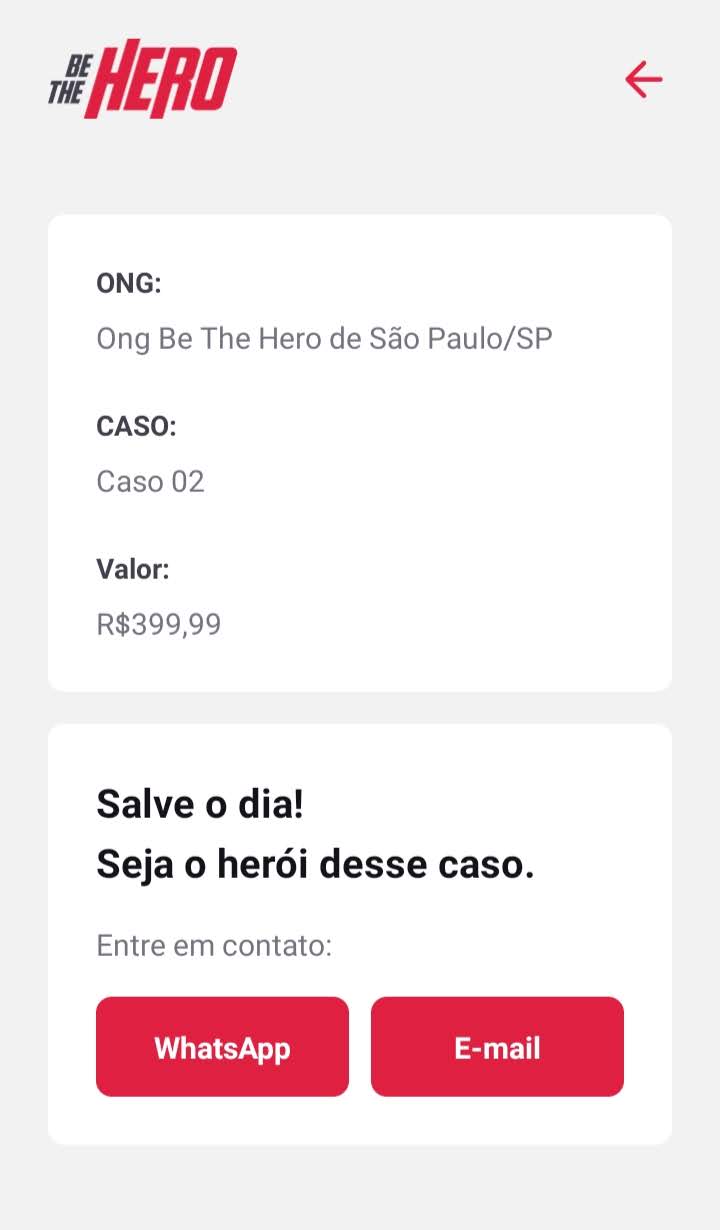 BE
THE HERO
ONG:
Ong Be The Hero de São Paulo/SP
CASO:
Caso 02
Valor:
R$399,99
Salve o dia!
Seja o herói desse caso.
Entre em contato:
WhatsApp E-mail